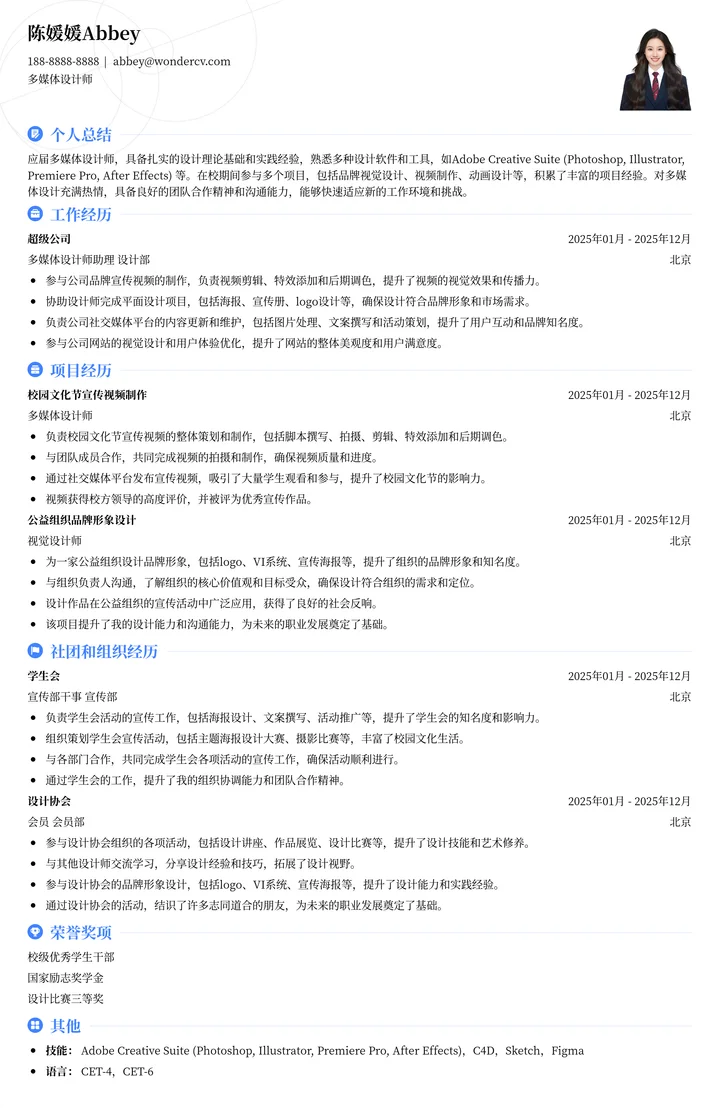 陈媛媛Abbey
188-8888-8888 | abbey@wondercv.com
多媒体设计师
个人总结
应届多媒体设计师，具备扎实的设计理论基础和实践经验，熟悉多种设计软件和工具，如Adobe Creative Suite (Photoshop, Illustrator,
Premiere Pro, After Effects) 等。在校期间参与多个项目，包括品牌视觉设计、视频制作、动画设计等，积累了丰富的项目经验。对多媒
体设计充满热情，具备良好的团队合作精神和沟通能力，能够快速适应新的工作环境和挑战。
工作经历
超级公司 2025年01月 - 2025年12月
多媒体设计师助理 设计部 北京
• 参与公司品牌宣传视频的制作，负责视频剪辑、特效添加和后期调色，提升了视频的视觉效果和传播力。
• 协助设计师完成平面设计项目，包括海报、宣传册、logo设计等，确保设计符合品牌形象和市场需求。
• 负责公司社交媒体平台的内容更新和维护，包括图片处理、文案撰写和活动策划，提升了用户互动和品牌知名度。
• 参与公司网站的视觉设计和用户体验优化，提升了网站的整体美观度和用户满意度。
项目经历
校园文化节宣传视频制作 2025年01月 - 2025年12月
多媒体设计师 北京
• 负责校园文化节宣传视频的整体策划和制作，包括脚本撰写、拍摄、剪辑、特效添加和后期调色。
• 与团队成员合作，共同完成视频的拍摄和制作，确保视频质量和进度。
• 通过社交媒体平台发布宣传视频，吸引了大量学生观看和参与，提升了校园文化节的影响力。
• 视频获得校方领导的高度评价，并被评为优秀宣传作品。
公益组织品牌形象设计 2025年01月 - 2025年12月
视觉设计师 北京
• 为一家公益组织设计品牌形象，包括logo、VI系统、宣传海报等，提升了组织的品牌形象和知名度。
• 与组织负责人沟通，了解组织的核心价值观和目标受众，确保设计符合组织的需求和定位。
• 设计作品在公益组织的宣传活动中广泛应用，获得了良好的社会反响。
• 该项目提升了我的设计能力和沟通能力，为未来的职业发展奠定了基础。
社团和组织经历
学生会 2025年01月 - 2025年12月
宣传部干事 宣传部 北京
• 负责学生会活动的宣传工作，包括海报设计、文案撰写、活动推广等，提升了学生会的知名度和影响力。
• 组织策划学生会宣传活动，包括主题海报设计大赛、摄影比赛等，丰富了校园文化生活。
• 与各部门合作，共同完成学生会各项活动的宣传工作，确保活动顺利进行。
• 通过学生会的工作，提升了我的组织协调能力和团队合作精神。
设计协会 2025年01月 - 2025年12月
会员 会员部 北京
• 参与设计协会组织的各项活动，包括设计讲座、作品展览、设计比赛等，提升了设计技能和艺术修养。
• 与其他设计师交流学习，分享设计经验和技巧，拓展了设计视野。
• 参与设计协会的品牌形象设计，包括logo、VI系统、宣传海报等，提升了设计能力和实践经验。
• 通过设计协会的活动，结识了许多志同道合的朋友，为未来的职业发展奠定了基础。
荣誉奖项
校级优秀学生干部
国家励志奖学金
设计比赛三等奖
其他
• 技能： Adobe Creative Suite (Photoshop, Illustrator, Premiere Pro, After Effects)，C4D，Sketch，Figma
• 语言： CET-4，CET-6